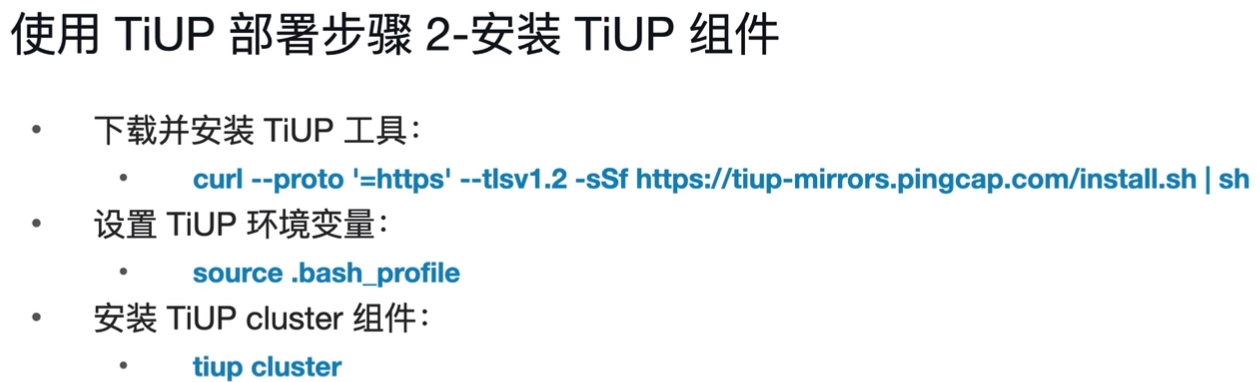 使用 TiUP 部署步骤 2-安装 TiUP 组件
• 下载并安装 TiUP 工具：
• curl --proto '=https' --tlsv1.2 -sSf https://tiup-mirrors.pingcap.com/install.sh | sh
• 设置 TiUP 环境变量：
• source .bash_profile
• 安装 TiUP cluster 组件：
• tiup cluster